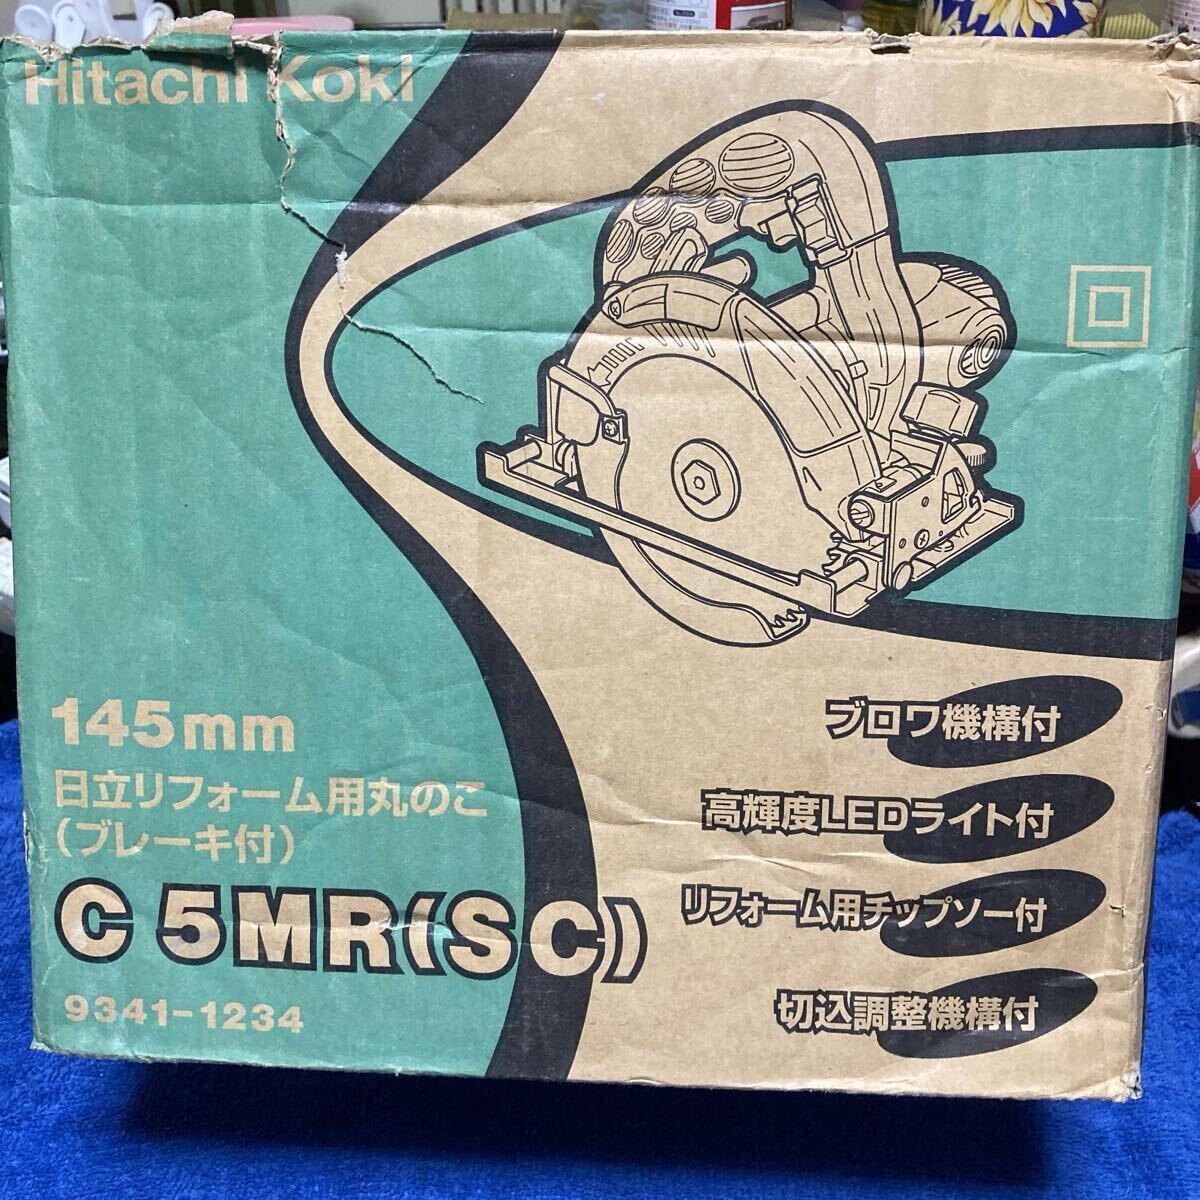 Hitachi Koki
145mm
日立リフォーム用丸のこ
(ブレーキ付)
C 5MR(SC)
9341-1234
ブロワ機構付
高輝度LEDライト付
リフォーム用チップソー付
切込調整機構付